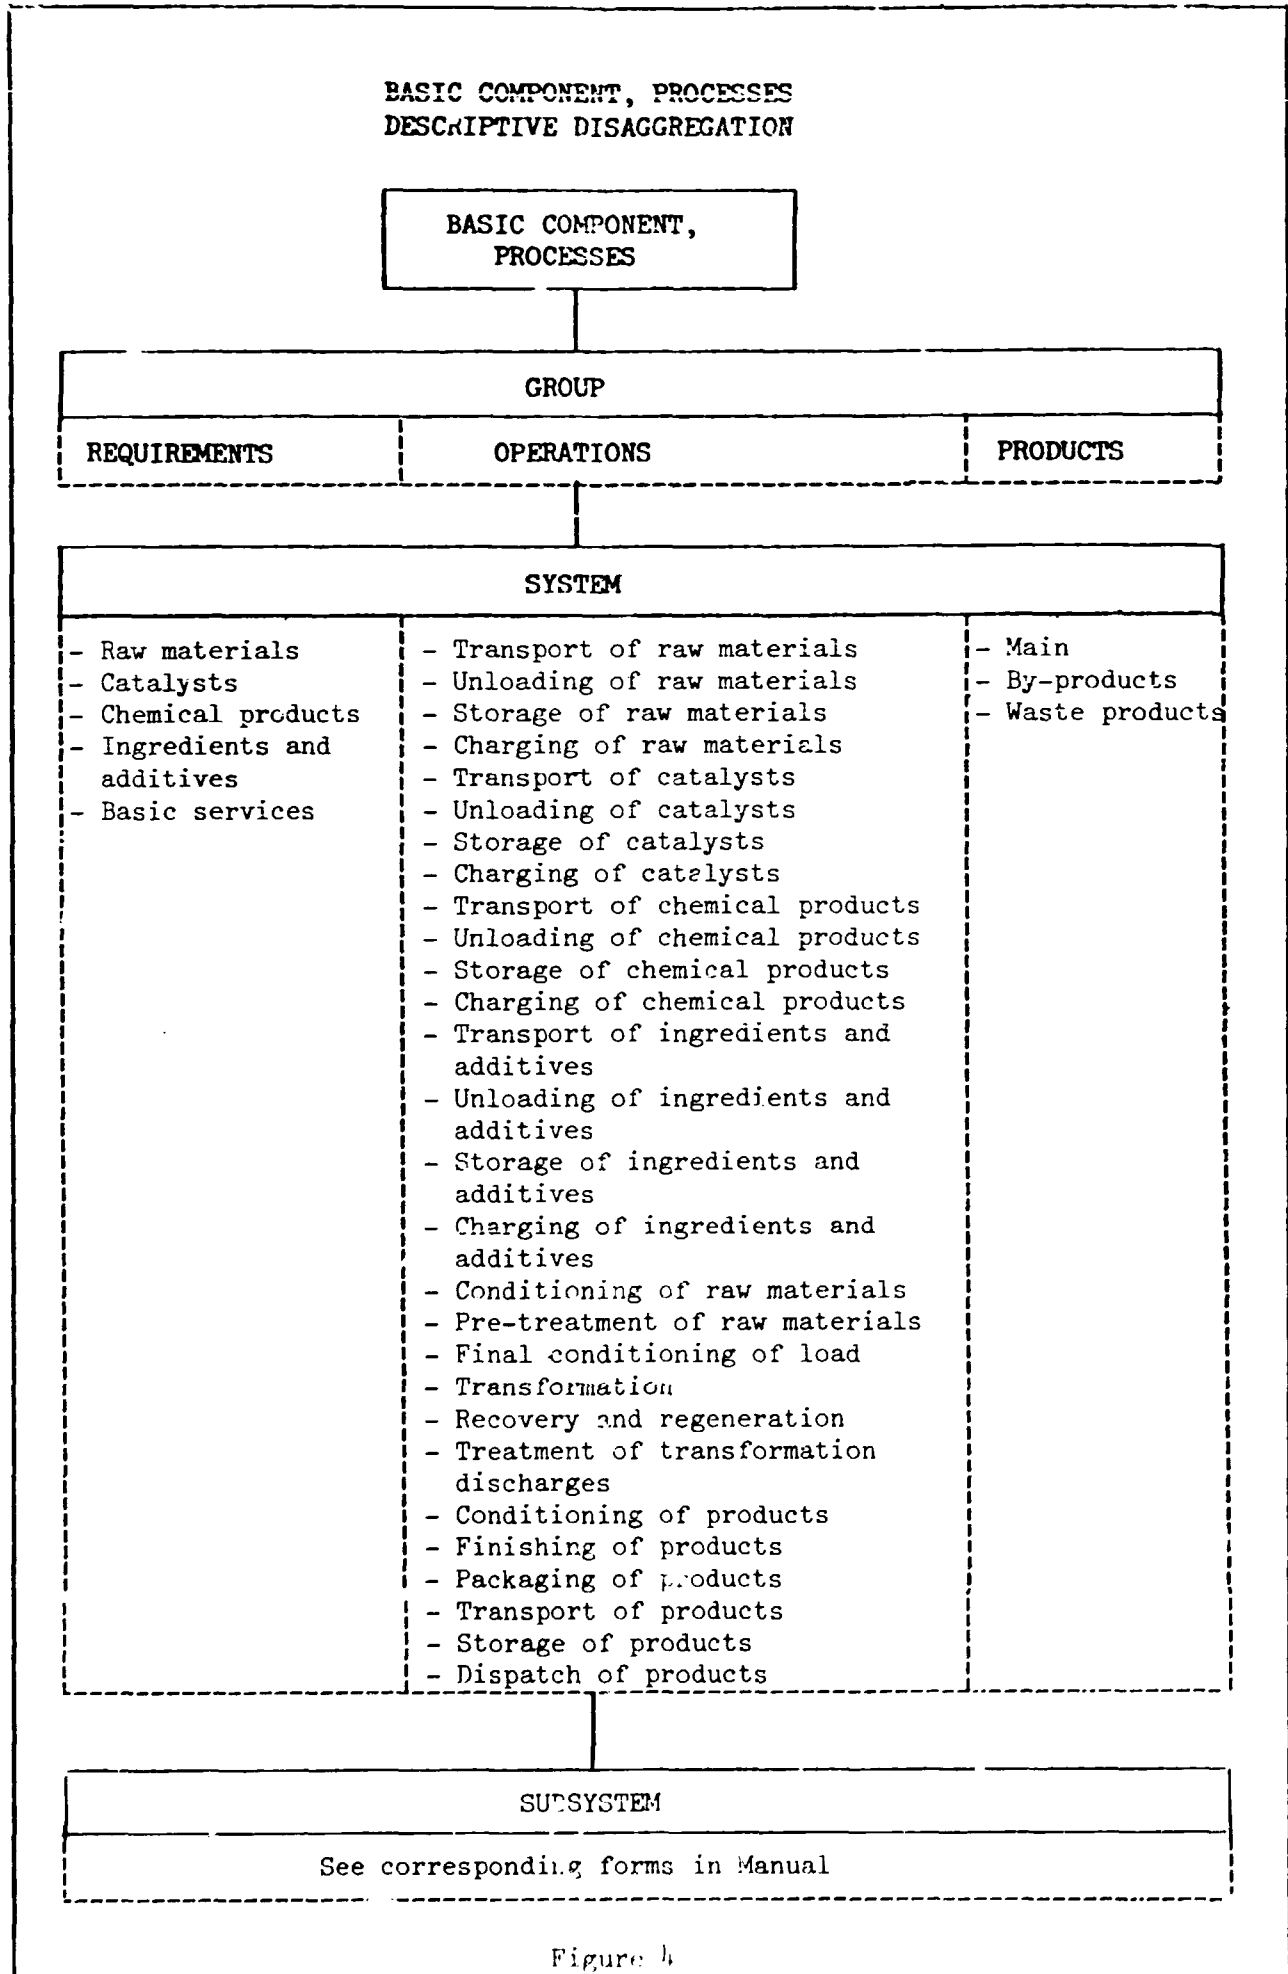 BASIC COMPONENT, PROCESSES
DESCRIPTIVE DISAGGREGATION
BASIC COMPONENT,
PROCESSES
GROUP
REQUIREMENTS
OPERATIONS
PRODUCTS
SYSTEM
- Raw materials
- Catalysts
- Chemical products
- Ingredients and
additives
- Basic services
- Transport of raw materials
- Unloading of raw materials
- Storage of raw materials
- Charging of raw materials
- Transport of catalysts
- Unloading of catalysts
- Storage of catalysts
- Charging of catalysts
- Transport of chemical products
- Unloading of chemical products
- Storage of chemical products
- Charging of chemical products
- Transport of ingredients and
additives
- Unloading of ingredients and
additives
- Storage of ingredients and
additives
- Charging of ingredients and
additives
- Conditioning of raw materials
- Pre-treatment of raw materials
- Final conditioning of load
- Transformation
- Recovery and regeneration
- Treatment of transformation
discharges
- Conditioning of products
- Finishing of products
- Packaging of products
- Transport of products
- Storage of products
- Dispatch of products
- Main
- By-products
- Waste products
SUBSYSTEM
See corresponding forms in Manual
Figure 4